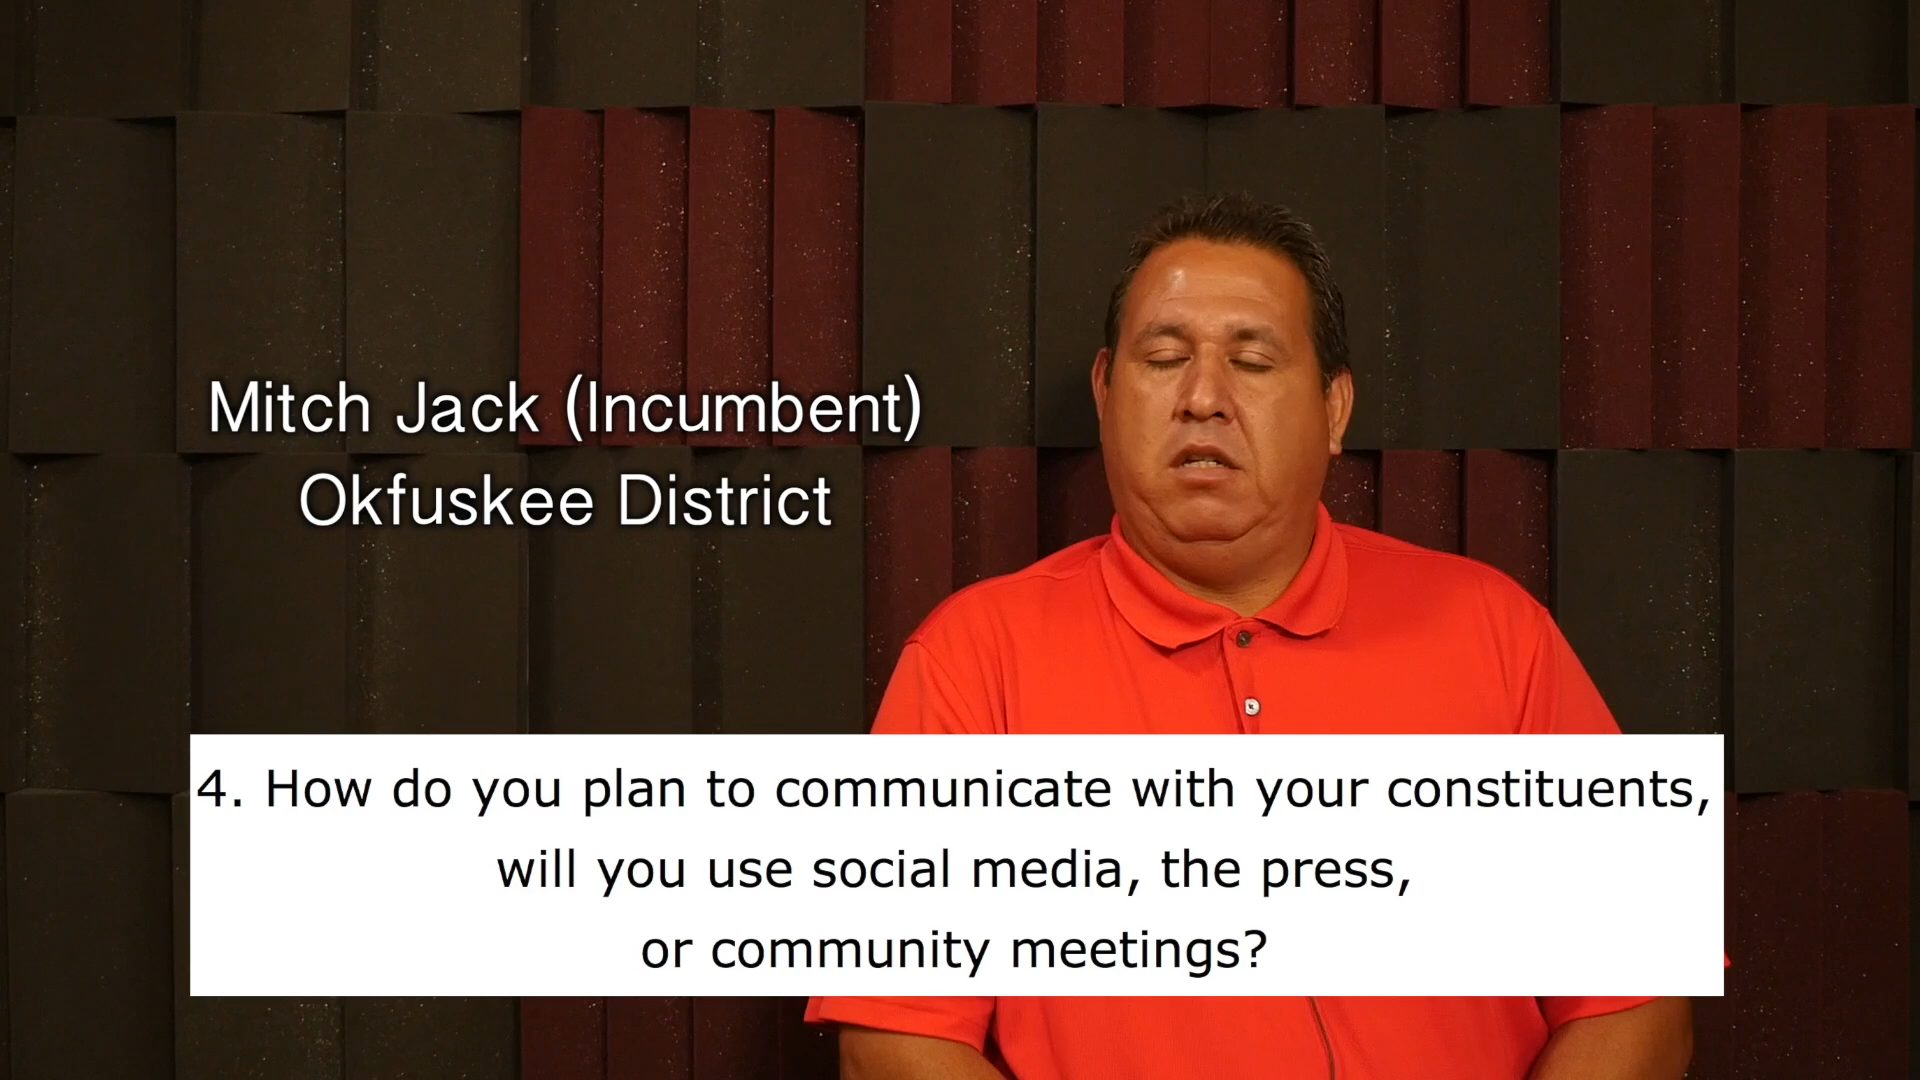 Mitch Jack (Incumbent)
Okfuskee District
4. How do you plan to communicate with your constituents,
will you use social media, the press,
or community meetings?